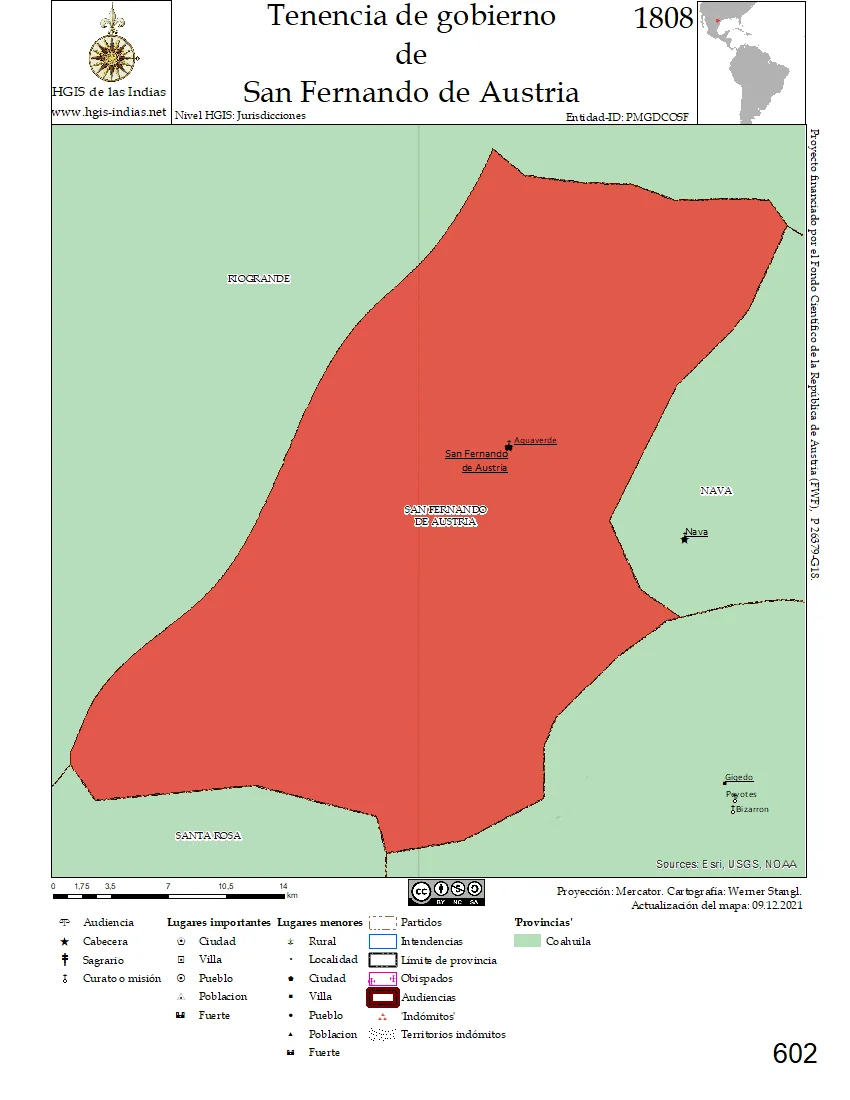 Tenencia de gobierno
de
San Fernando de Austria
1808
HGIS de las Indias
www.hgis-indias.net
Nivel HGIS: Jurisdicciones
Entidad-ID: PMGDCOSF
Proyecto financiado por el Fondo Científico de la República de Austria (FWF), P 26379-G18.
RIOGRANDE
Aquaverde
San Fernando
de Austria
SAN FERNANDO
DE AUSTRIA
NAVA
Nava
SANTA ROSA
Gigedo
Peyotes
Bizarron
Sources: Esri, USGS, NOAA
0 1,75 3,5 7 10,5 14
km
CC BY NC SA
Proyección: Mercator. Cartografía: Werner Stangl.
Actualización del mapa: 09.12.2021
Audiencia
Cabecera
Sagrario
Curato o misión
Lugares importantes
Ciudad
Villa
Pueblo
Poblacion
Fuerte
Lugares menores
Rural
Localidad
Ciudad
Villa
Pueblo
Poblacion
Fuerte
Partidos
Intendencias
Límite de provincia
Obispados
Audiencias
'Indómitos'
Territorios indómitos
'Provincias'
Coahuila
602